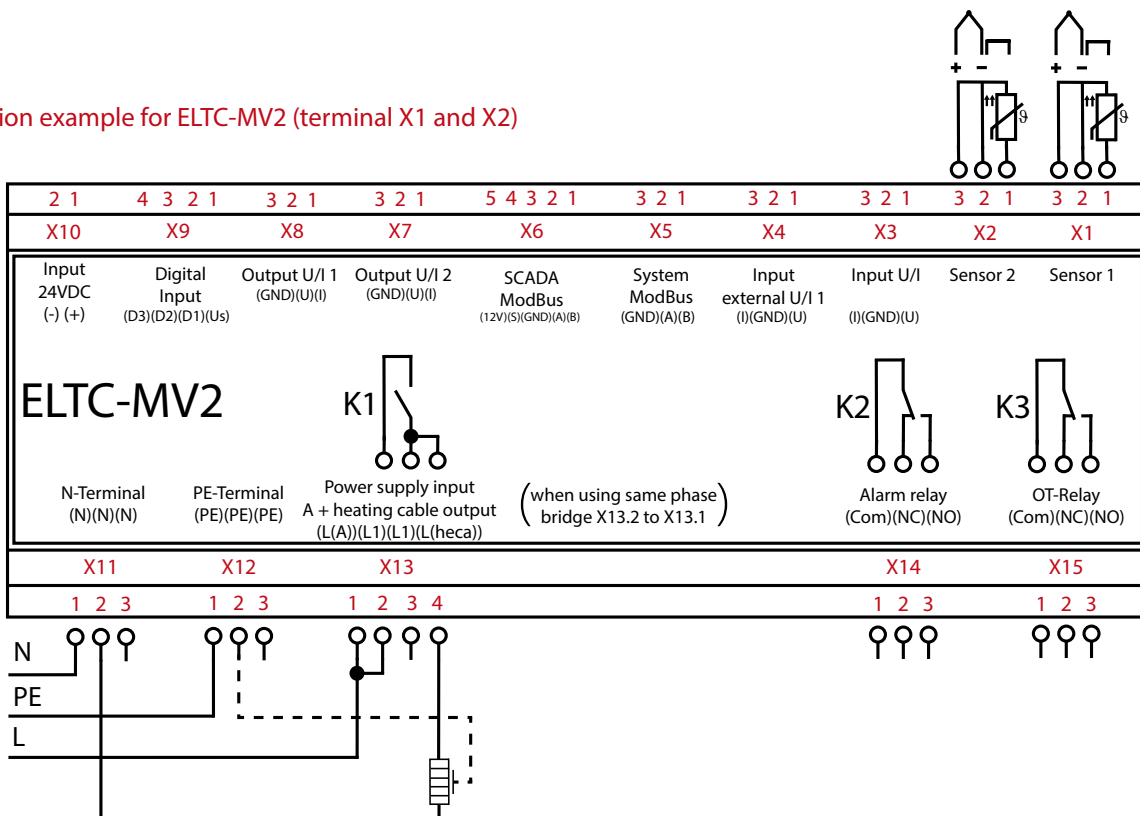 + − + −
ϑ ϑ
ion example for ELTC-MV2 (terminal X1 and X2)
2 1 4 3 2 1 3 2 1 3 2 1 5 4 3 2 1 3 2 1 3 2 1 3 2 1 3 2 1 3 2 1
X10 X9 X8 X7 X6 X5 X4 X3 X2 X1
Input
24VDC
(-) (+)
Digital
Input
(D3)(D2)(D1)(Us)
Output U/I 1
(GND)(U)(I)
Output U/I 2
(GND)(U)(I)
SCADA
ModBus
(12V)(S)(GND)(A)(B)
System
ModBus
(GND)(A)(B)
Input
external U/I 1
(I)(GND)(U)
Input U/I
(I)(GND)(U)
Sensor 2
Sensor 1
ELTC-MV2
K1
K2
K3
N-Terminal
(N)(N)(N)
PE-Terminal
(PE)(PE)(PE)
Power supply input
A + heating cable output
(L(A))(L1)(L1)(L(heca))
(when using same phase
bridge X13.2 to X13.1)
Alarm relay
(Com)(NC)(NO)
OT-Relay
(Com)(NC)(NO)
X11 X12 X13 X14 X15
1 2 3 1 2 3 1 2 3 4 1 2 3 1 2 3
N
PE
L